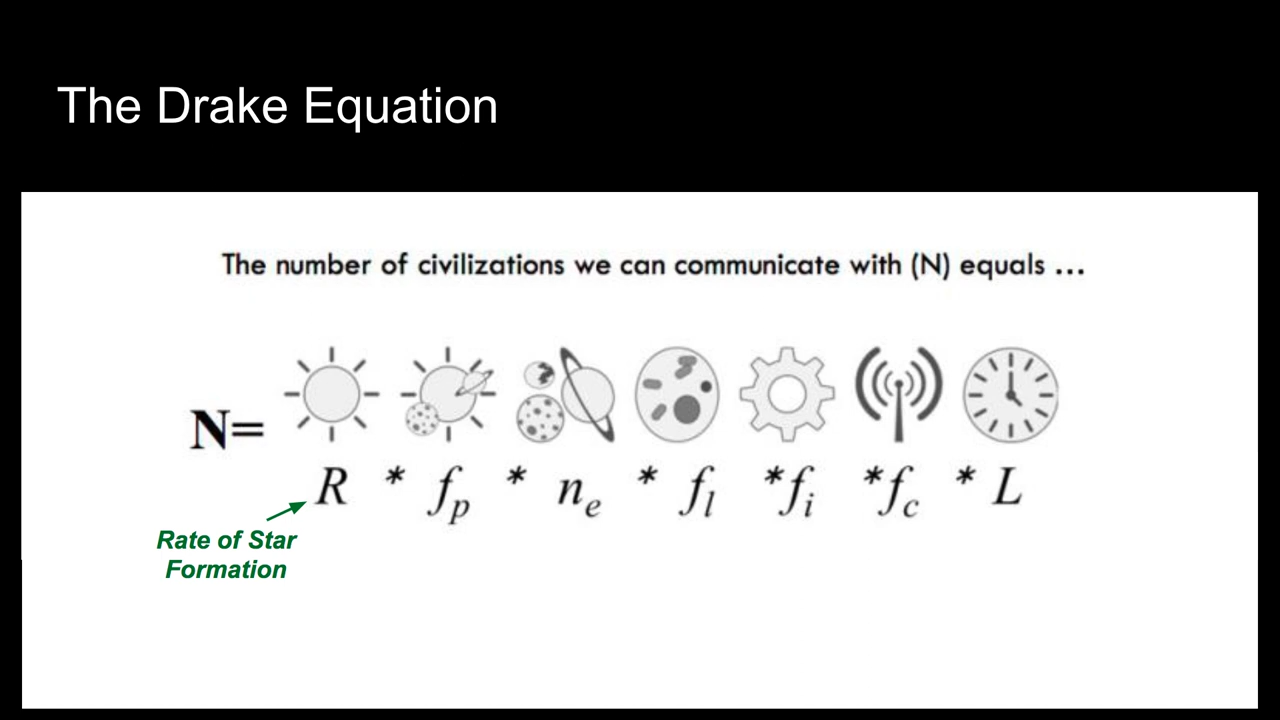 The Drake Equation
The number of civilizations we can communicate with (N) equals ...
N=
R * fp * ne * fl *fi *fc * L
Rate of Star
Formation